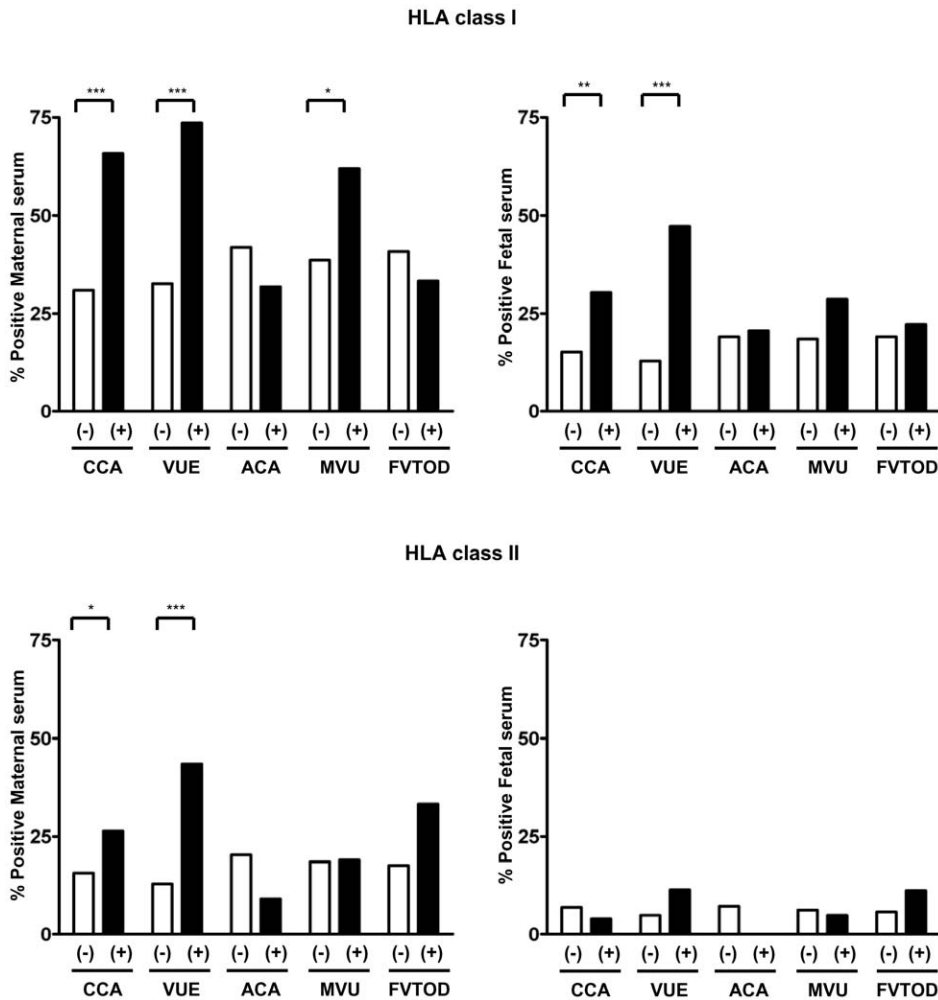 HLA class I
*** *** *
% Positive Maternal serum
75
50
25
0
(-) (+) (-) (+) (-) (+) (-) (+) (-) (+)
CCA VUE ACA MVU FVTOD
** ***
% Positive Fetal serum
75
50
25
0
(-) (+) (-) (+) (-) (+) (-) (+) (-) (+)
CCA VUE ACA MVU FVTOD
HLA class II
* ***
% Positive Maternal serum
75
50
25
0
(-) (+) (-) (+) (-) (+) (-) (+) (-) (+)
CCA VUE ACA MVU FVTOD
% Positive Fetal serum
75
50
25
0
(-) (+) (-) (+) (-) (+) (-) (+) (-) (+)
CCA VUE ACA MVU FVTOD